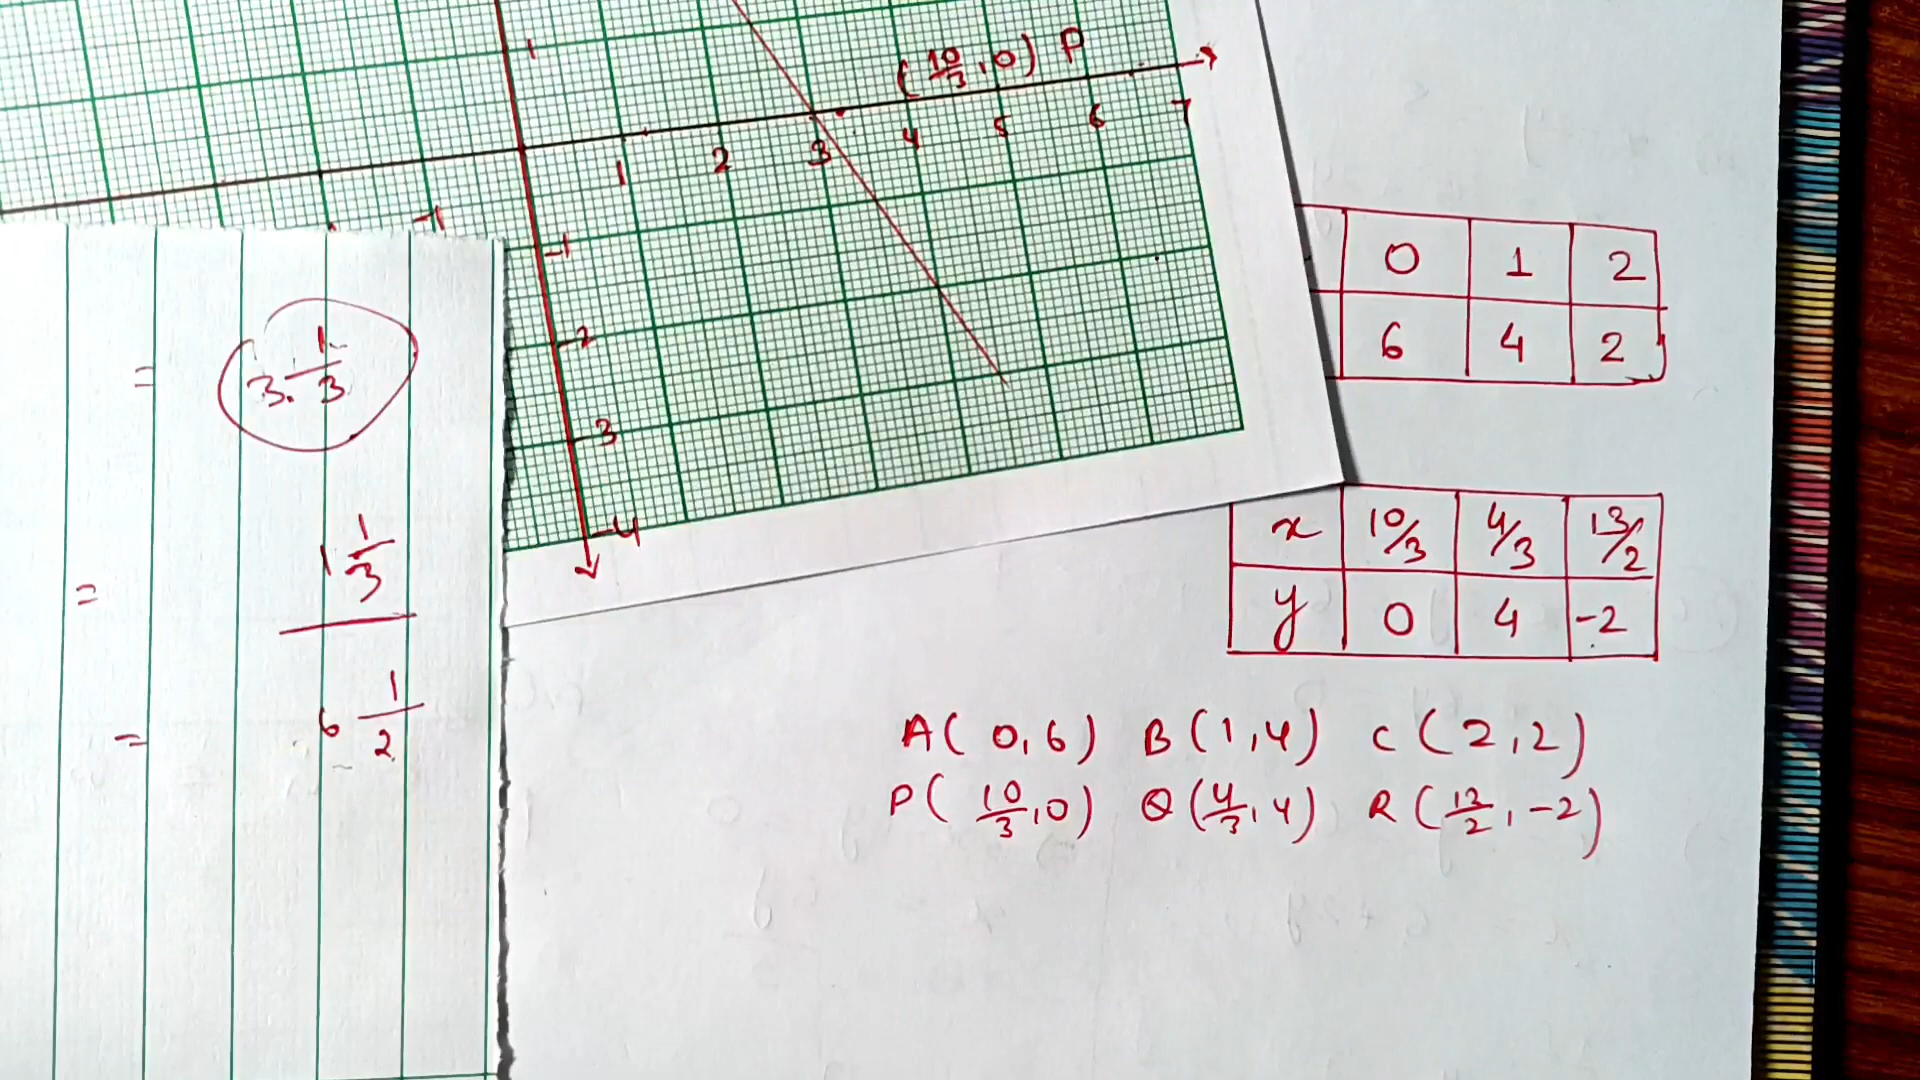 1
(10/3, 0) P
1 2 3 4 5 6 7
-1
-1
-2
3
-4
= 3. 1/3
= 1 1/3
= 6 1/2
0 1 2
6 4 2
x 10/3 4/3 13/2
y 0 4 -2
A(0,6) B(1,4) C(2,2)
P(10/3,0) Q(4/3,4) R(13/2,-2)